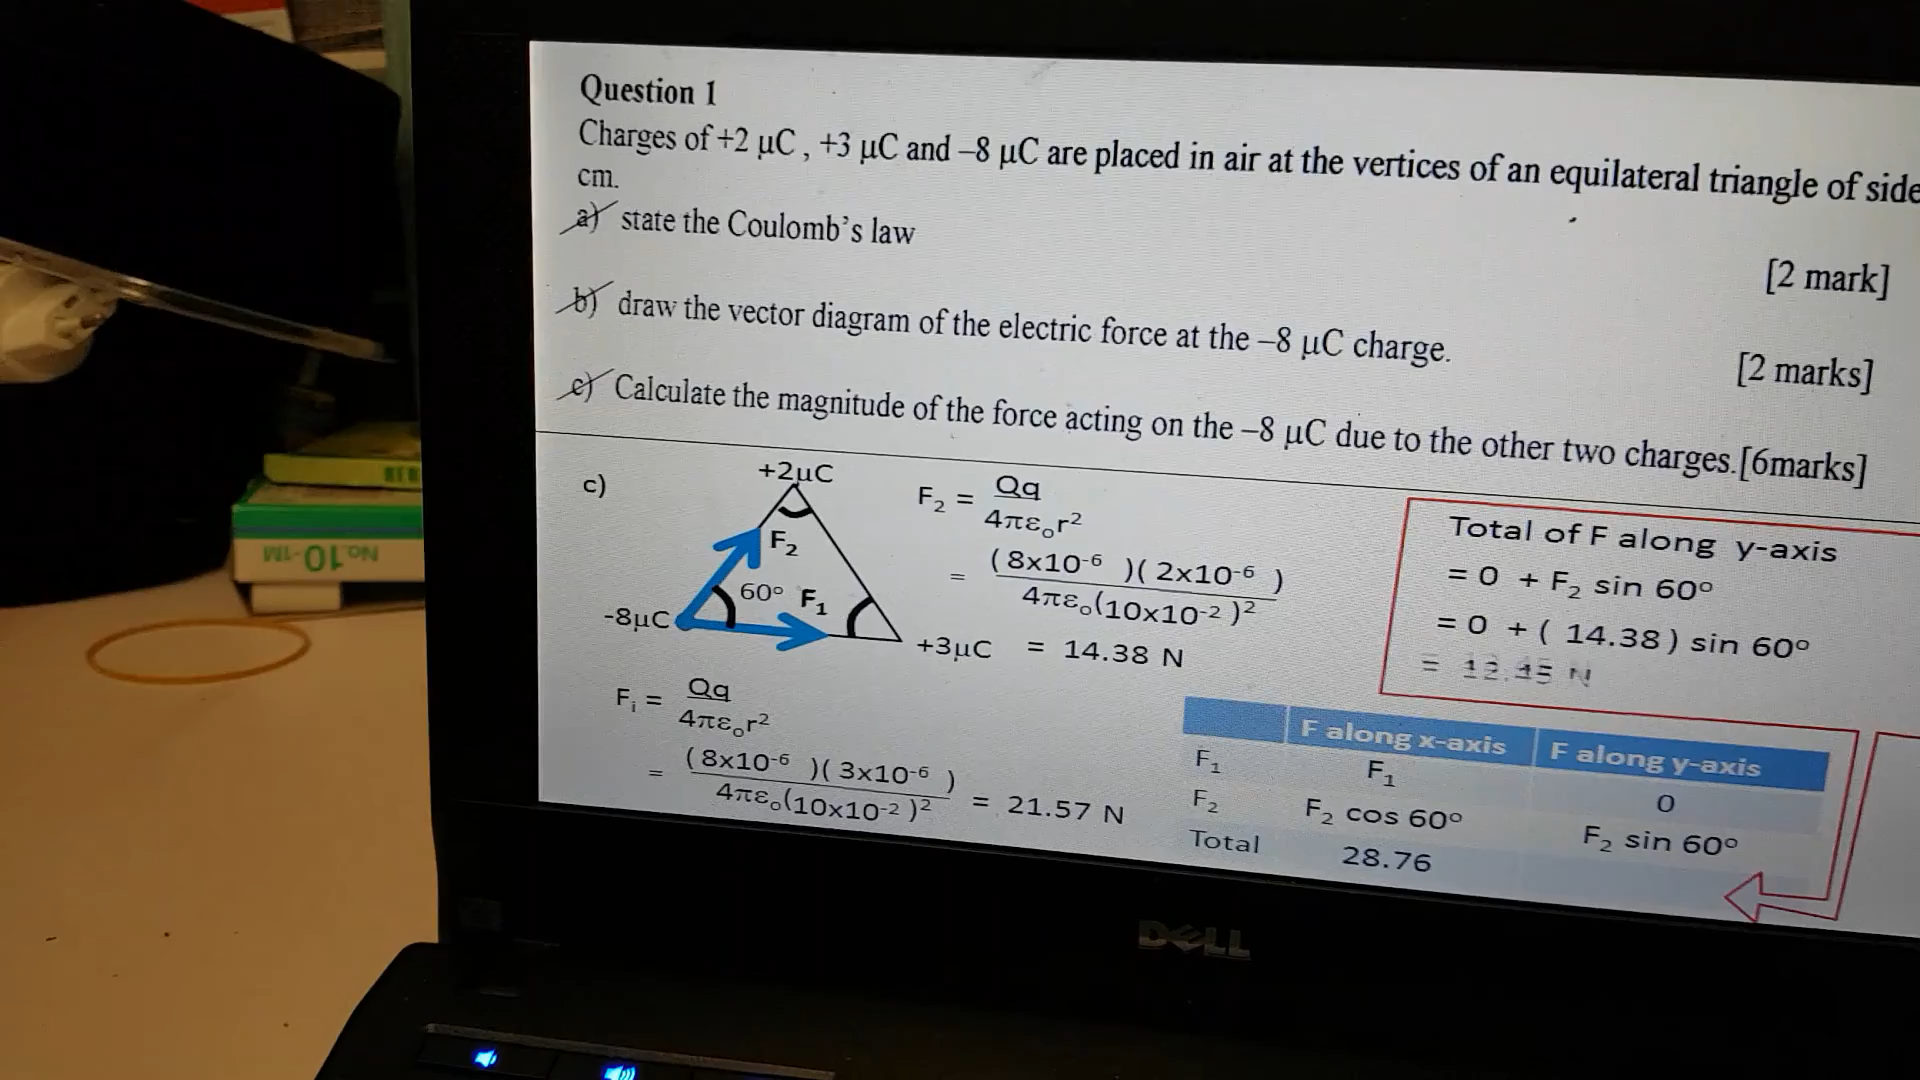 Question 1
Charges of +2 μC , +3 μC and –8 μC are placed in air at the vertices of an equilateral triangle of side
cm.
a) state the Coulomb's law
[2 mark]
b) draw the vector diagram of the electric force at the –8 μC charge.
[2 marks]
c) Calculate the magnitude of the force acting on the –8 μC due to the other two charges.[6marks]
c)
+2μC
F₂
60° F₁
-8μC
+3μC
F₂ = Qq
4πε₀r²
= (8x10⁻⁶ )( 2x10⁻⁶ )
4πε₀(10x10⁻² )²
= 14.38 N
Fᵢ = Qq
4πε₀r²
= (8x10⁻⁶ )( 3x10⁻⁶ )
4πε₀(10x10⁻² )² = 21.57 N
Total of F along y-axis
= 0 + F₂ sin 60°
= 0 + ( 14.38) sin 60°
= 12.45 N
F along x-axis F along y-axis
F₁ F₁ 0
F₂ F₂ cos 60° F₂ sin 60°
Total 28.76
DELL
No.10-1M